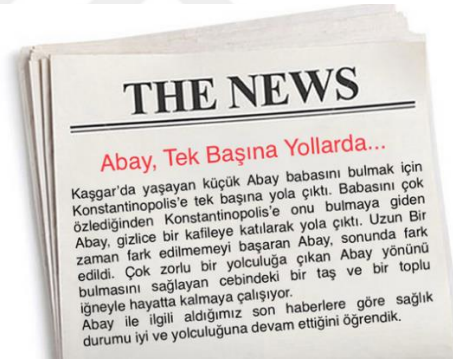 THE NEWS
Abay, Tek Başına Yollarda...
Kaşgar'da yaşayan küçük Abay babasını bulmak için
Konstantinopolis'e tek başına yola çıktı. Babasını çok
özlediğinden Konstantinopolis'e onu bulmaya giden
Abay, gizlice bir kafileye katılarak yola çıktı. Uzun Bir
zaman fark edilmemeyi başaran Abay, sonunda fark
edildi. Çok zorlu bir yolculuğa çıkan Abay yönünü
bulmasını sağlayan cebindeki bir taş ve bir toplu
iğneyle hayatta kalmaya çalışıyor.
Abay ile ilgili aldığımız son haberlere göre sağlık
durumu iyi ve yolculuğuna devam ettiğini öğrendik.